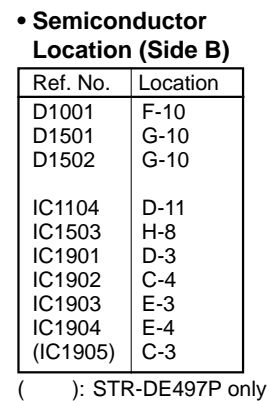 • Semiconductor
Location (Side B)
Ref. No. Location
D1001 F-10
D1501 G-10
D1502 G-10
IC1104 D-11
IC1503 H-8
IC1901 D-3
IC1902 C-4
IC1903 E-3
IC1904 E-4
(IC1905) C-3
( ): STR-DE497P only